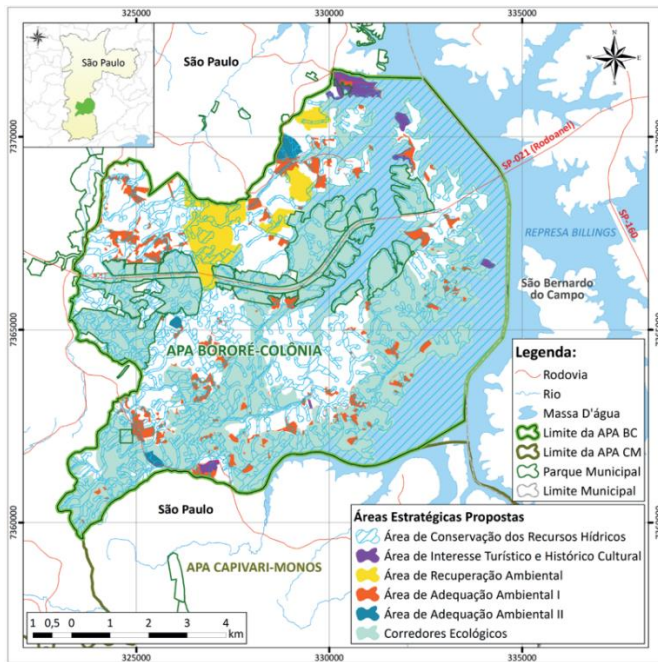 325000
330000
335000
São Paulo
São Paulo
N
W
E
S
7370000
7370000
SP-021 (Rodoanel)
SP-160
REPRESA BILLINGS
São Bernardo
do Campo
7365000
7365000
APA BORORÉ-COLÔNIA
Legenda:
Rodovia
Rio
Massa D'água
Limite da APA BC
Limite da APA CM
Parque Municipal
Limite Municipal
São Paulo
7360000
7360000
APA CAPIVARI-MONOS
Áreas Estratégicas Propostas
Área de Conservação dos Recursos Hídricos
Área de Interesse Turístico e Histórico Cultural
Área de Recuperação Ambiental
Área de Adequação Ambiental I
Área de Adequação Ambiental II
Corredores Ecológicos
1 0,5 0 1 2 3 4
km
325000
330000
335000